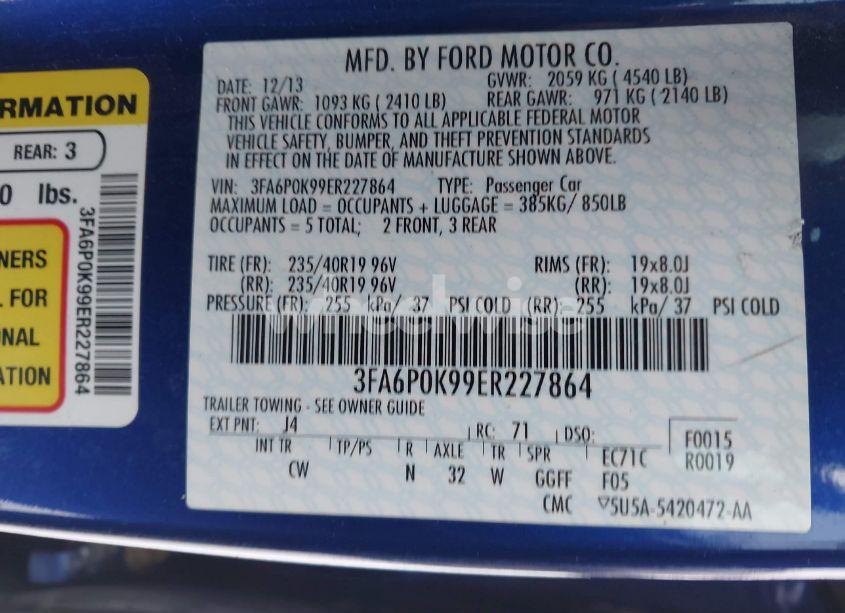 RMATION
REAR: 3
0 lbs.
NERS
L FOR
ONAL
ATION
3FA6P0K99ER227864
MFD. BY FORD MOTOR CO.
DATE: 12/13 GVWR: 2059 KG ( 4540 LB)
FRONT GAWR: 1093 KG ( 2410 LB) REAR GAWR: 971 KG ( 2140 LB)
THIS VEHICLE CONFORMS TO ALL APPLICABLE FEDERAL MOTOR
VEHICLE SAFETY, BUMPER, AND THEFT PREVENTION STANDARDS
IN EFFECT ON THE DATE OF MANUFACTURE SHOWN ABOVE.
VIN: 3FA6P0K99ER227864 TYPE: Passenger Car
MAXIMUM LOAD = OCCUPANTS + LUGGAGE = 385KG/ 850LB
OCCUPANTS = 5 TOTAL; 2 FRONT, 3 REAR
TIRE (FR): 235/40R19 96V RIMS (FR): 19x8.0J
(RR): 235/40R19 96V (RR): 19x8.0J
PRESSURE (FR): 255 kPa/ 37 PSI COLD (RR): 255 kPa/ 37 PSI COLD
wheelwise
3FA6P0K99ER227864
TRAILER TOWING - SEE OWNER GUIDE
EXT PNT: J4 RC: 71 DSO: F0015
INT TR TP/PS R AXLE TR SPR EC71C R0019
CW N 32 W GGFF F05
CMC ▽5U5A-5420472-AA